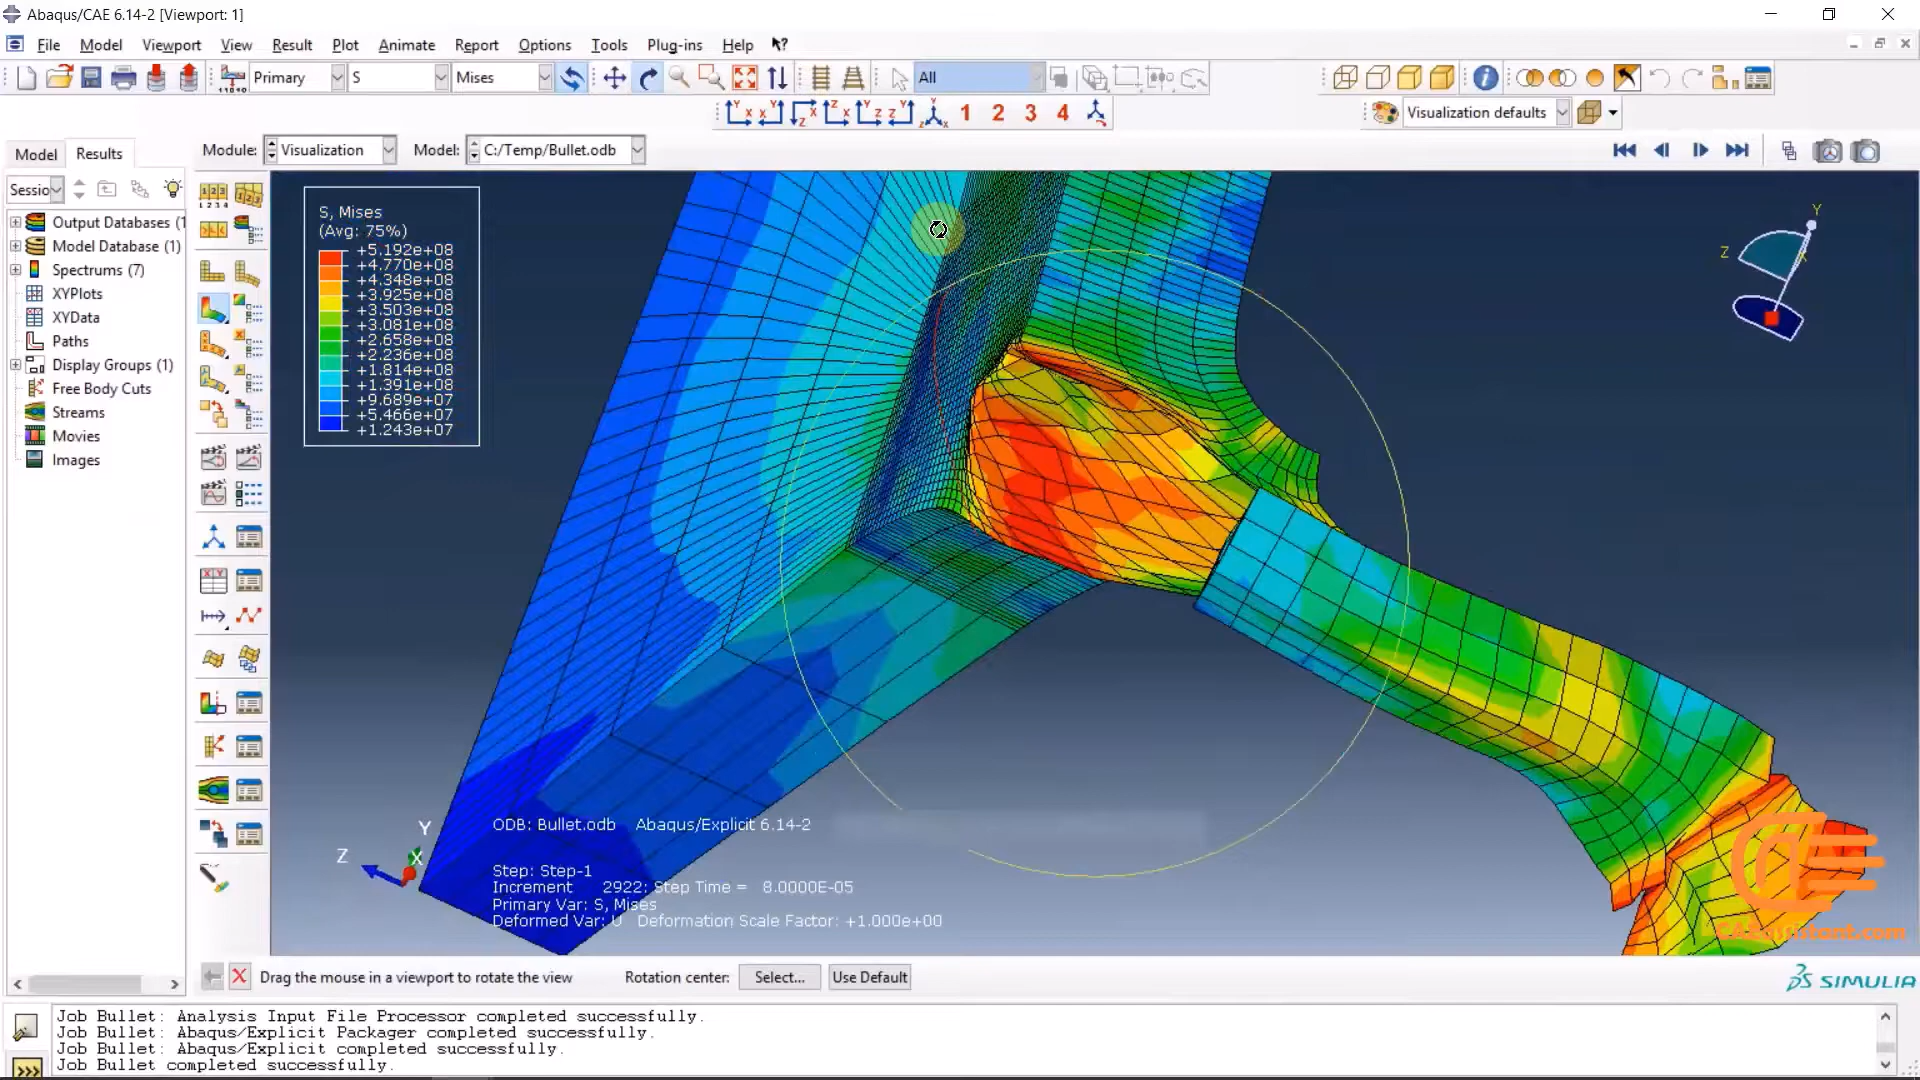 Abaqus/CAE 6.14-2 [Viewport: 1]
File Model Viewport View Result Plot Animate Report Options Tools Plug-ins Help
Primary S Mises All
1 2 3 4 Visualization defaults
Model Results Module: Visualization Model: C:/Temp/Bullet.odb
Sessio
Output Databases (1
Model Database (1)
Spectrums (7)
XYPlots
XYData
Paths
Display Groups (1)
Free Body Cuts
Streams
Movies
Images
S, Mises
(Avg: 75%)
+5.192e+08
+4.770e+08
+4.348e+08
+3.925e+08
+3.503e+08
+3.081e+08
+2.658e+08
+2.236e+08
+1.814e+08
+1.391e+08
+9.689e+07
+5.466e+07
+1.243e+07
Y
Z
X
Y
Z
X
ODB: Bullet.odb Abaqus/Explicit 6.14-2
Step: Step-1
Increment 2922: Step Time = 8.0000E-05
Primary Var: S, Mises
Deformed Var: U Deformation Scale Factor: +1.000e+00
Drag the mouse in a viewport to rotate the view Rotation center: Select... Use Default
SIMULIA
Job Bullet: Analysis Input File Processor completed successfully.
Job Bullet: Abaqus/Explicit Packager completed successfully.
Job Bullet: Abaqus/Explicit completed successfully.
Job Bullet completed successfully.